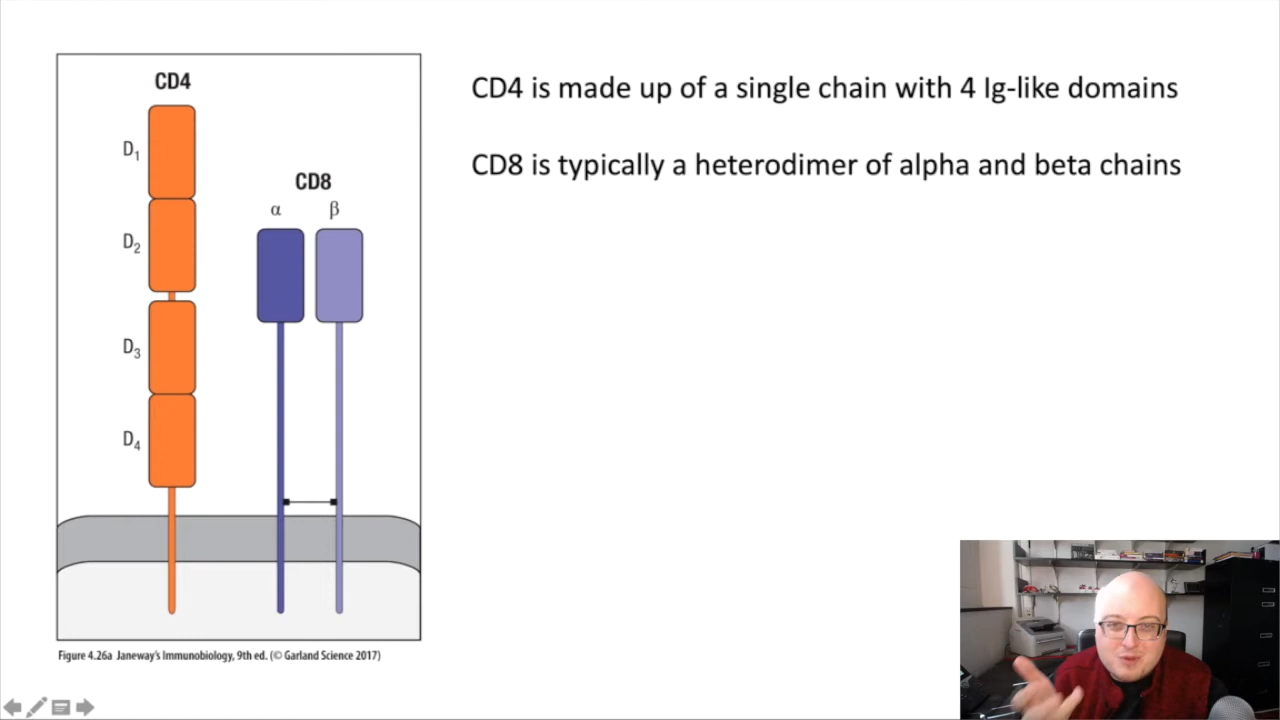 CD4 is made up of a single chain with 4 Ig-like domains
CD8 is typically a heterodimer of alpha and beta chains
CD4
D₁
D₂
D₃
D₄
CD8
α
β
Figure 4.26a Janeway's Immunobiology, 9th ed. (© Garland Science 2017)